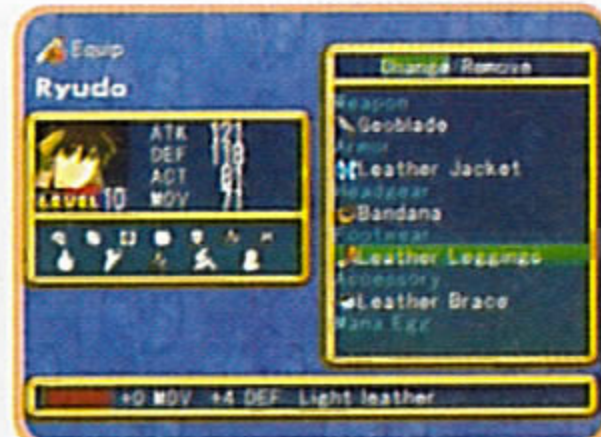 Equip
Ryudo
ATK 121
DEF 110
ACT 81
MOV 71
LEVEL 10
Change Remove
Weapon
Geoblade
Armor
Leather Jacket
Headgear
Bandana
Footwear
Leather Leggings
Accessory
Leather Brace
Mana Egg
+0 MOV +4 DEF Light leather